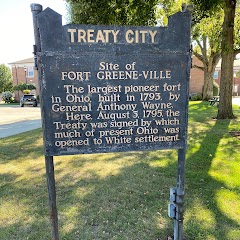 TREATY CITY
Site of
FORT GREENE-VILLE
The largest pioneer fort
in Ohio, built in 1793, by
General Anthony Wayne.
Here, August 3, 1795, the
Treaty was signed by which
much of present Ohio was
opened to White settlement.